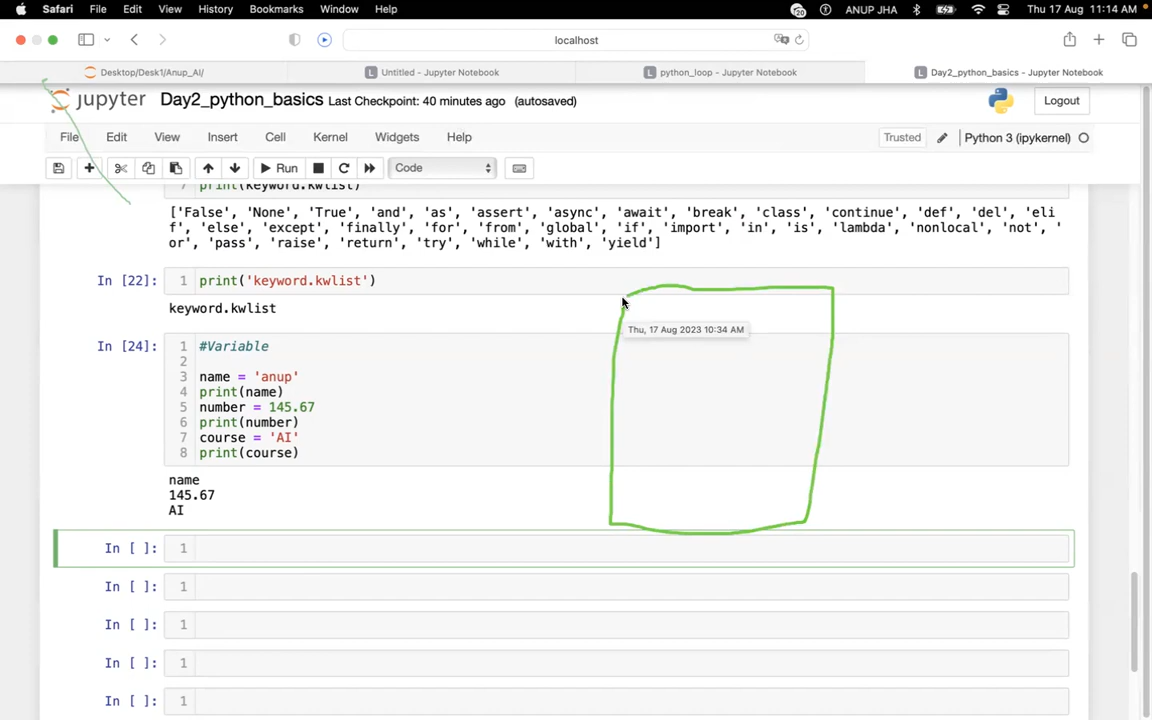 Safari File Edit View History Bookmarks Window Help 20 ANUP JHA Thu 17 Aug 11:14 AM
localhost
Desktop/Desk1/Anup_AI/ Untitled - Jupyter Notebook python_loop - Jupyter Notebook Day2_python_basics - Jupyter Notebook
jupyter Day2_python_basics Last Checkpoint: 40 minutes ago (autosaved) Logout
File Edit View Insert Cell Kernel Widgets Help Trusted Python 3 (ipykernel)
Run Code
7 print(keyword.kwlist)
['False', 'None', 'True', 'and', 'as', 'assert', 'async', 'await', 'break', 'class', 'continue', 'def', 'del', 'eli
f', 'else', 'except', 'finally', 'for', 'from', 'global', 'if', 'import', 'in', 'is', 'lambda', 'nonlocal', 'not', '
or', 'pass', 'raise', 'return', 'try', 'while', 'with', 'yield']
In [22]: 1 print('keyword.kwlist')
keyword.kwlist
Thu, 17 Aug 2023 10:34 AM
In [24]: 1 #Variable
2
3 name = 'anup'
4 print(name)
5 number = 145.67
6 print(number)
7 course = 'AI'
8 print(course)
name
145.67
AI
In [ ]: 1
In [ ]: 1
In [ ]: 1
In [ ]: 1
In [ ]: 1